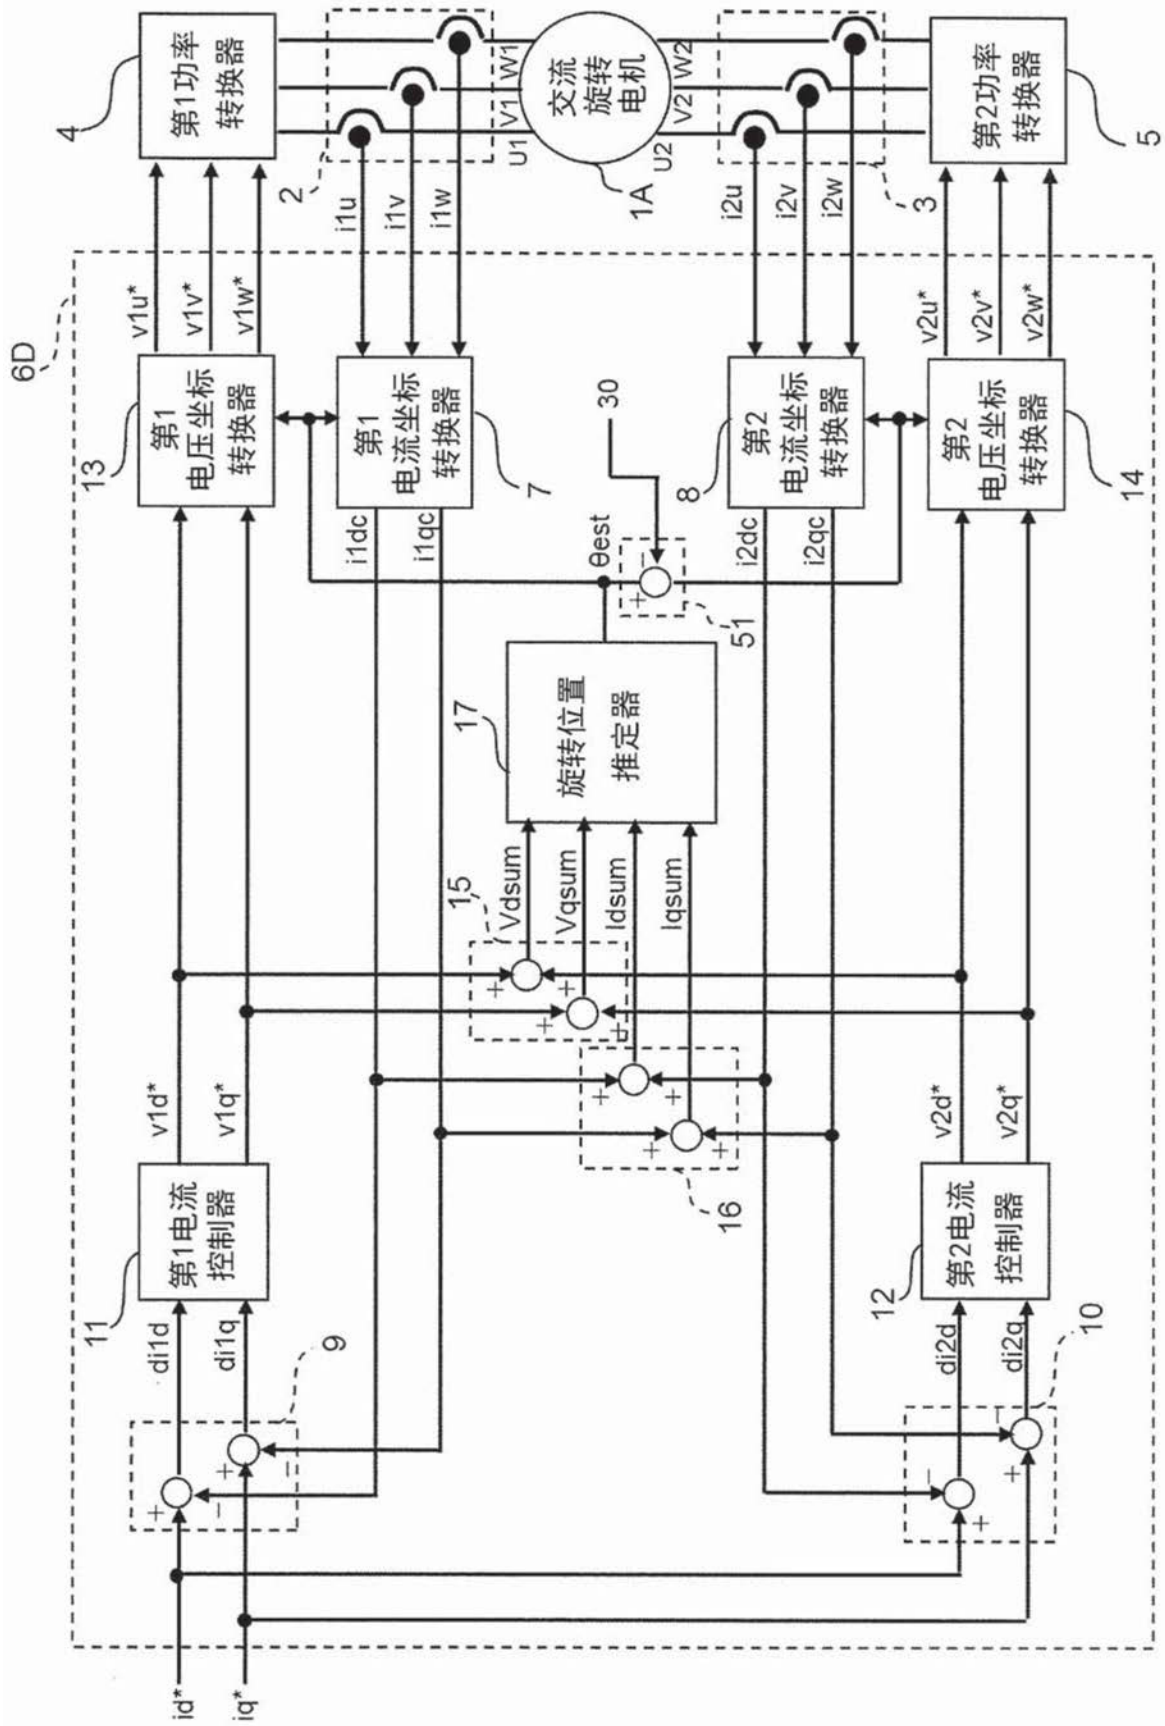 6D
id*
iq*
+
−
+
−
9
di1d
di1q
11
第1电流
控制器
v1d*
v1q*
13
第1
电压坐标
转换器
v1u*
v1v*
v1w*
4
第1功率
转换器
2
i1u
i1v
i1w
第1
电流坐标
转换器
7
i1dc
i1qc
U1
V1
W1
交流
旋转
电机
1A
U2
V2
W2
15
+
+
+
+
Vdsum
Vqsum
Idsum
Iqsum
16
+
+
+
+
17
旋转位置
推定器
θest
30
+
−
51
i2u
i2v
i2w
3
8
第2
电流坐标
转换器
i2dc
i2qc
+
−
+
−
10
di2d
di2q
12
第2电流
控制器
v2d*
v2q*
14
第2
电压坐标
转换器
v2u*
v2v*
v2w*
5
第2功率
转换器